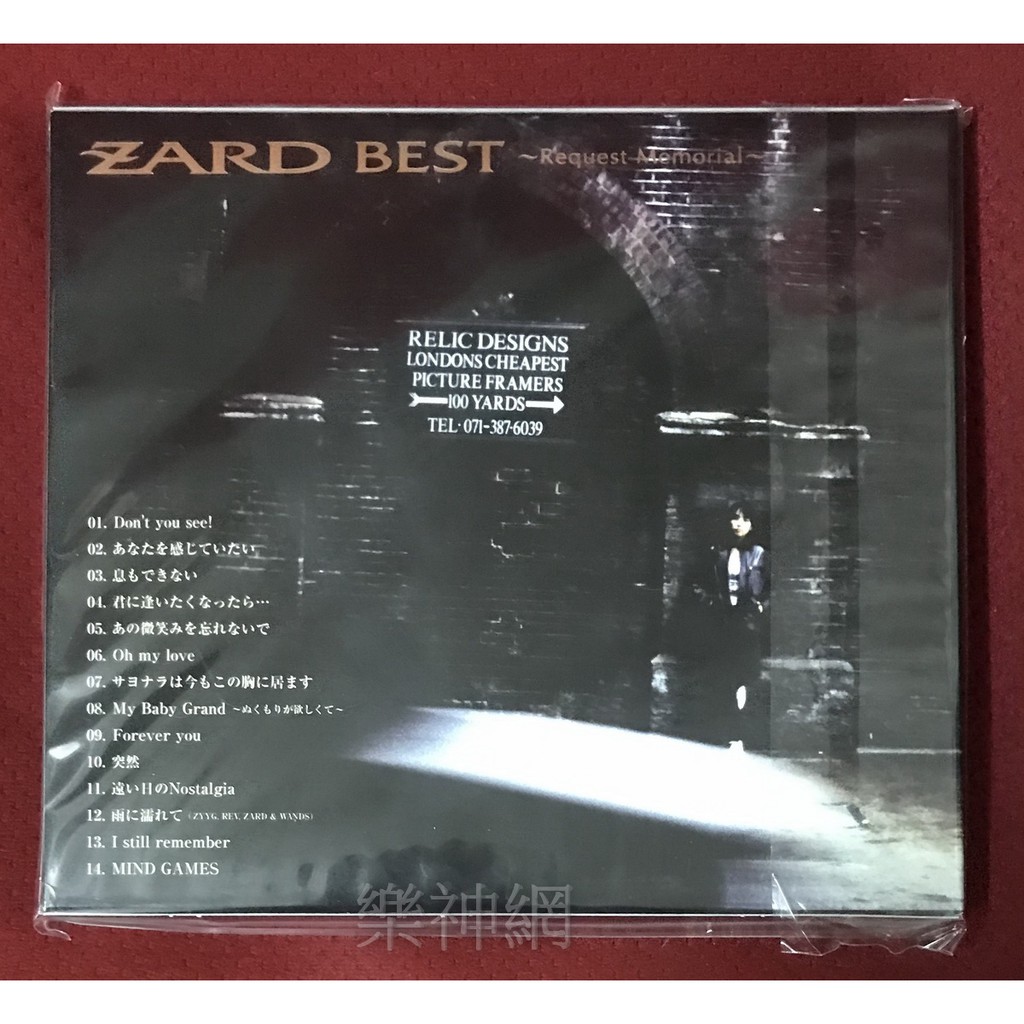 ZARD BEST ~Request Memorial~
RELIC DESIGNS
LONDONS CHEAPEST
PICTURE FRAMERS
100 YARDS
TEL·071-387·6039
01. Don't you see!
02. あなたを感じていたい
03. 息もできない
04. 君に逢いたくなったら…
05. あの微笑みを忘れないで
06. Oh my love
07. サヨナラは今もこの胸に居ます
08. My Baby Grand ~ぬくもりが欲しくて~
09. Forever you
10. 突然
11. 遠い日のNostalgia
12. 雨に濡れて (ZYYG, REV, ZARD & WANDS)
13. I still remember
14. MIND GAMES
樂神網